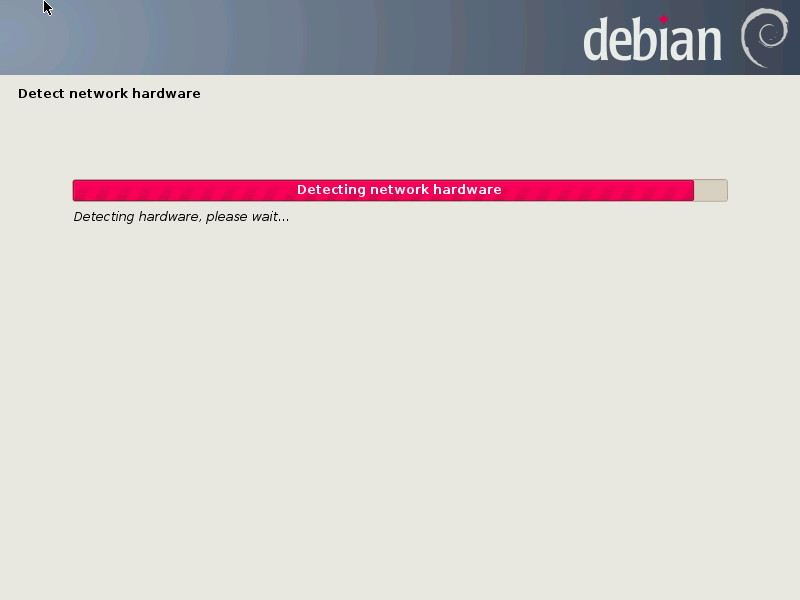 debian
Detect network hardware
Detecting network hardware
Detecting hardware, please wait...